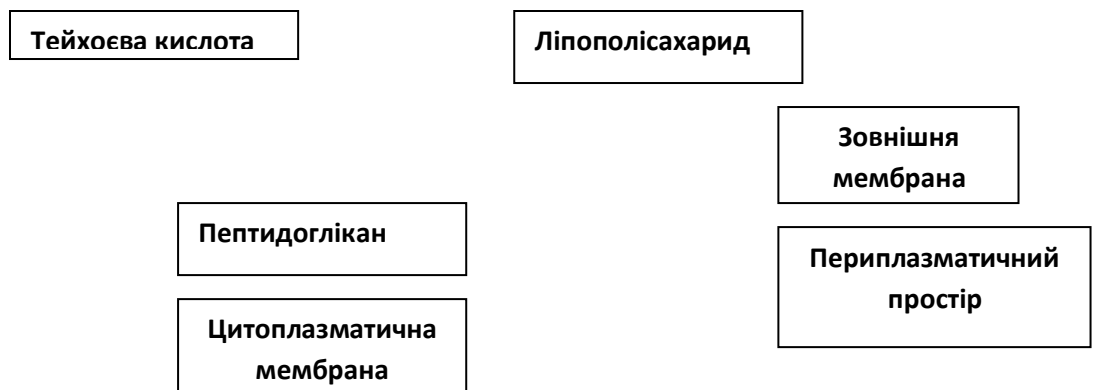 Тейхоєва кислота
Ліпополісахарид
Зовнішня
мембрана
Пептидоглікан
Периплазматичний
простір
Цитоплазматична
мембрана